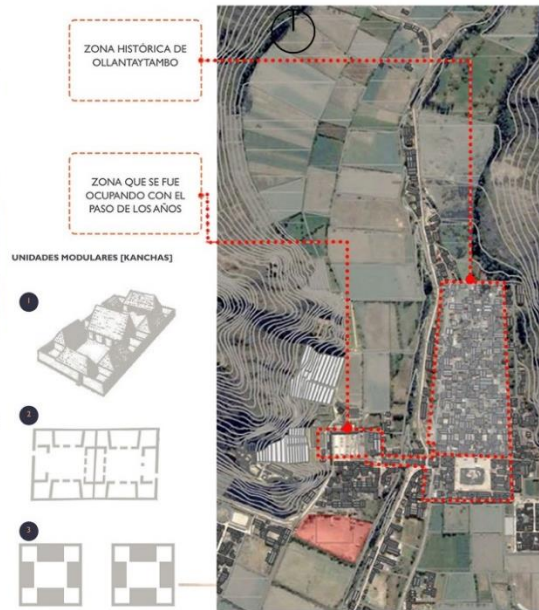 ZONA HISTÓRICA DE
OLLANTAYTAMBO
ZONA QUE SE FUE
OCUPANDO CON EL
PASO DE LOS AÑOS
UNIDADES MODULARES [KANCHAS]
1
2
3